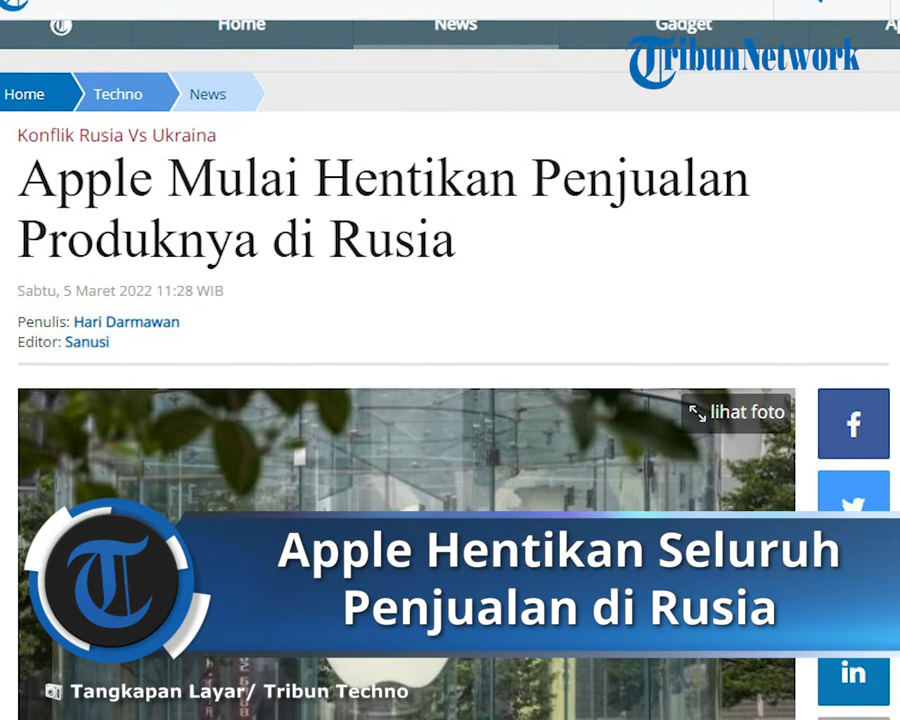 Home
News
Gadget
TribunNetwork
Home
Techno
News
Konflik Rusia Vs Ukraina
Apple Mulai Hentikan Penjualan
Produknya di Rusia
Sabtu, 5 Maret 2022 11:28 WIB
Penulis: Hari Darmawan
Editor: Sanusi
lihat foto
f
Apple Hentikan Seluruh
Penjualan di Rusia
T
in
Tangkapan Layar/ Tribun Techno